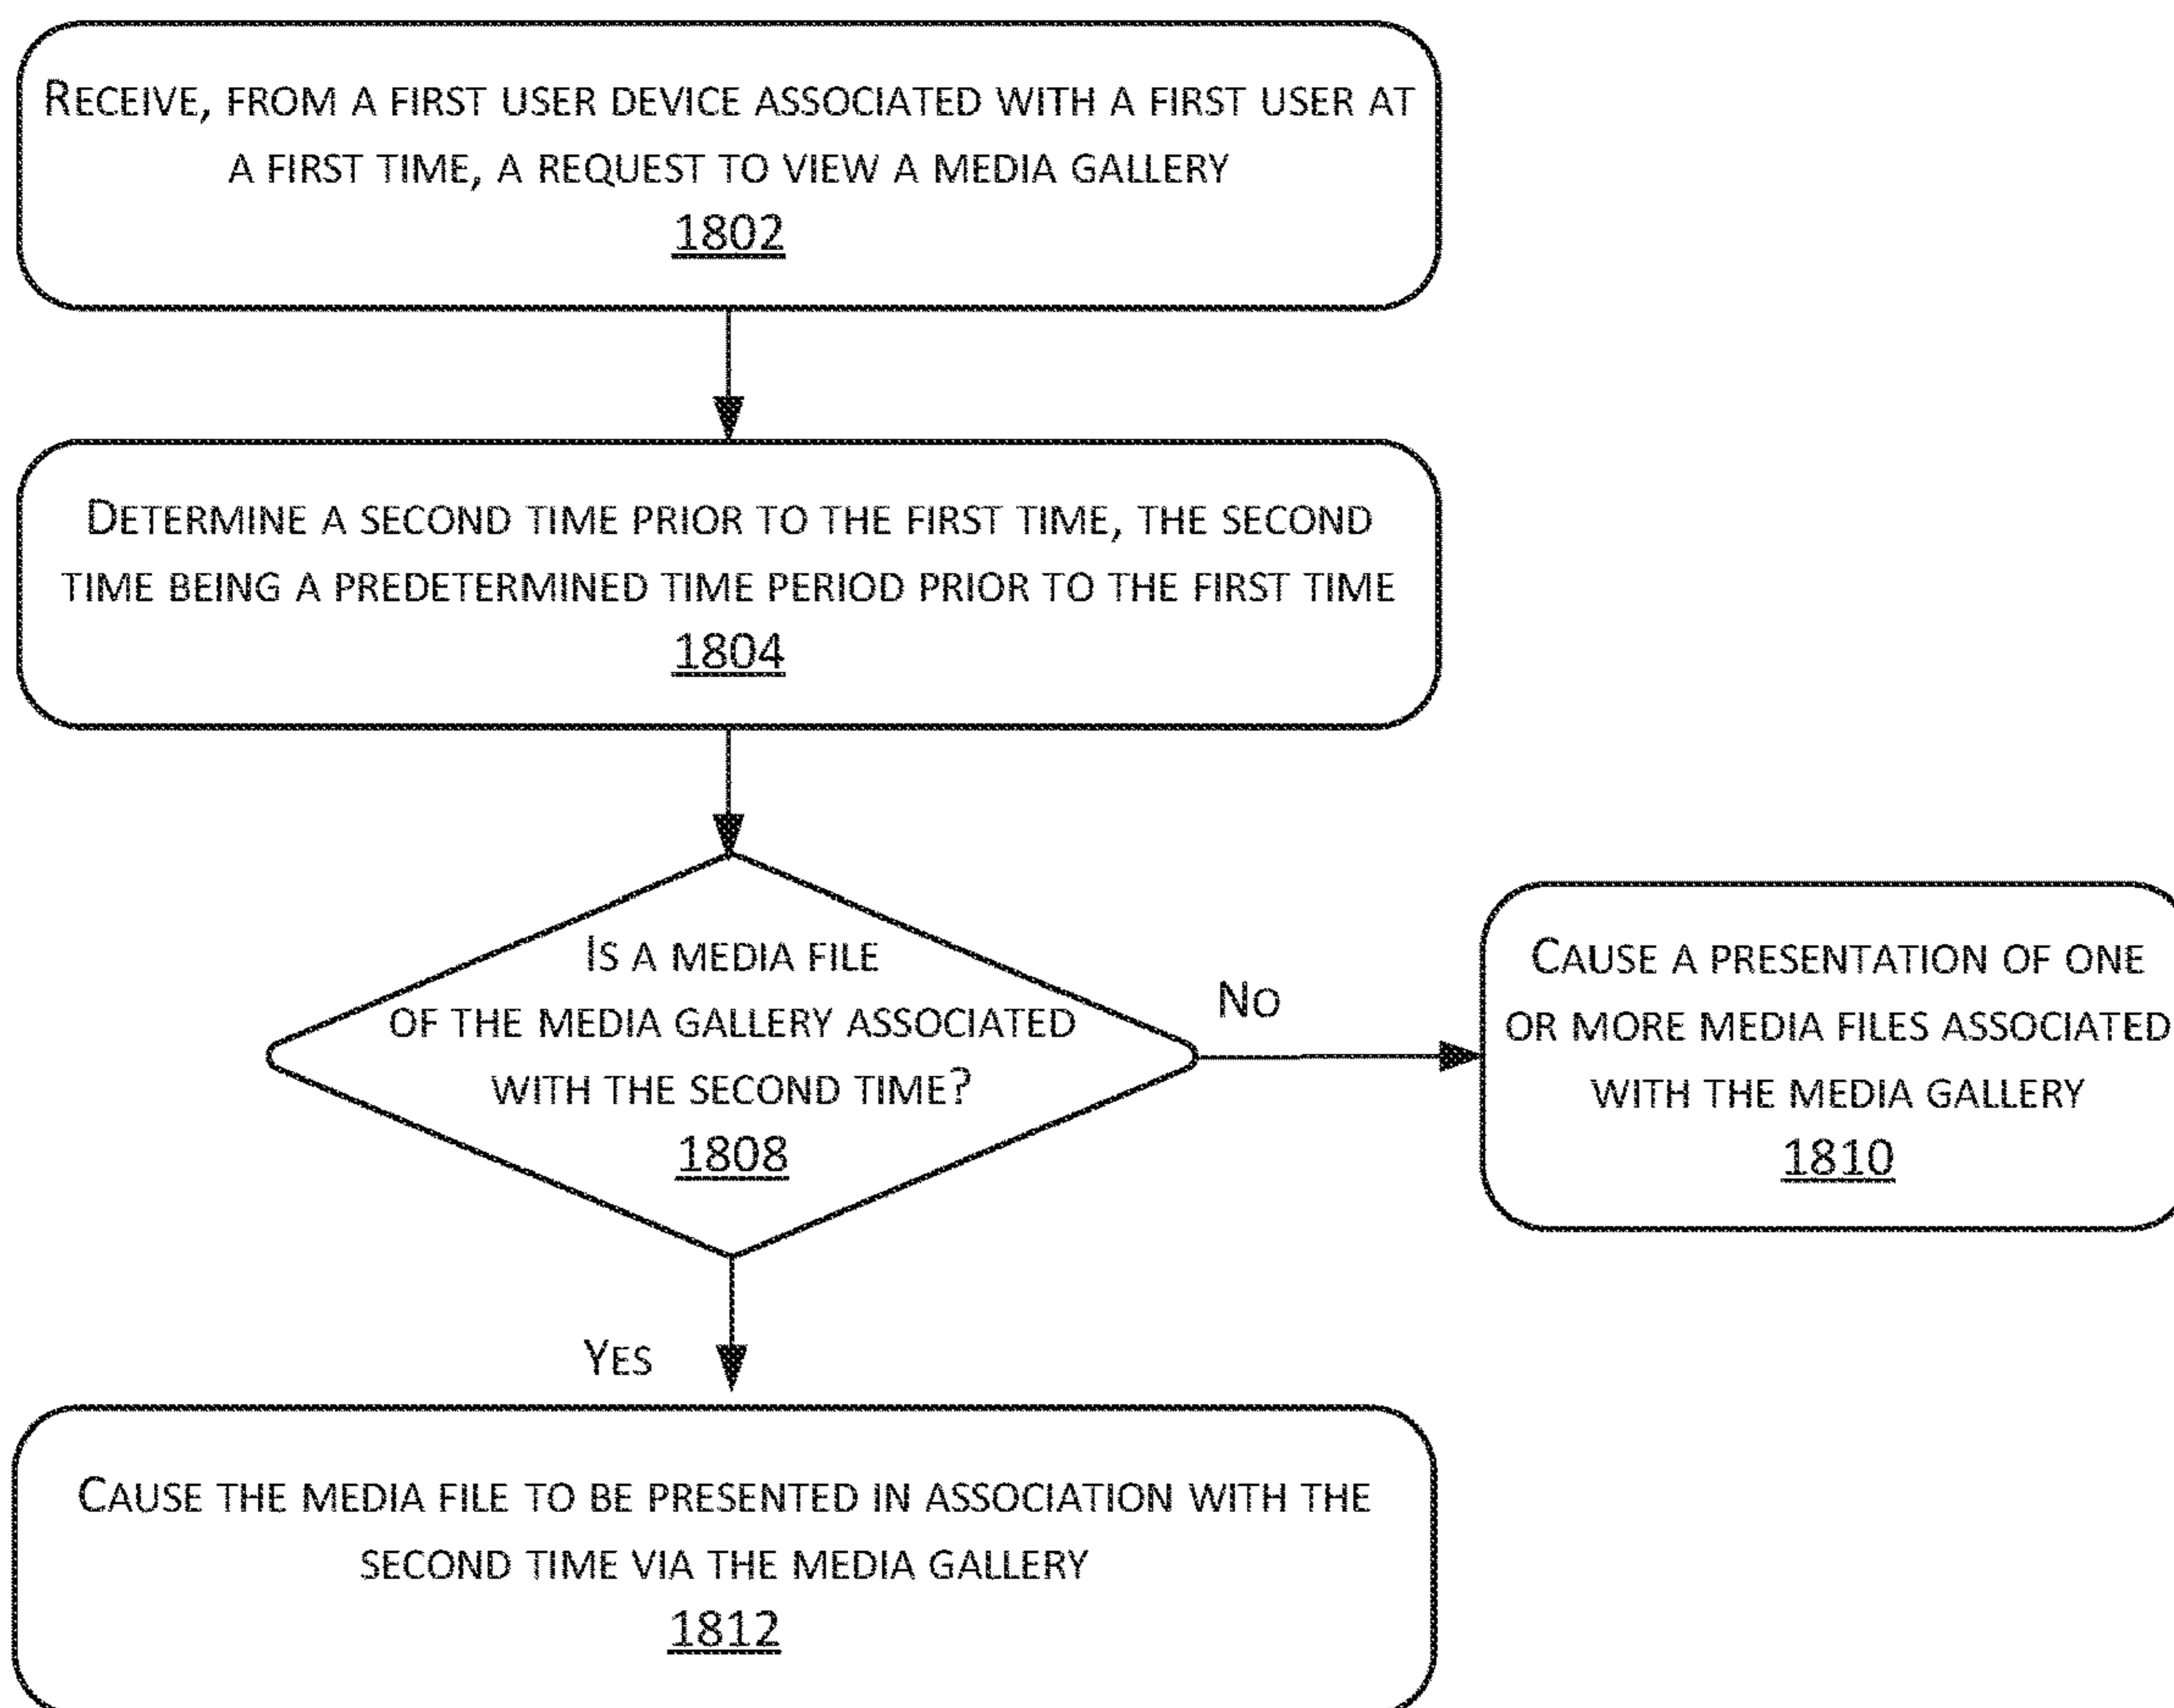 RECEIVE, FROM A FIRST USER DEVICE ASSOCIATED WITH A FIRST USER AT
A FIRST TIME, A REQUEST TO VIEW A MEDIA GALLERY
1802
DETERMINE A SECOND TIME PRIOR TO THE FIRST TIME, THE SECOND
TIME BEING A PREDETERMINED TIME PERIOD PRIOR TO THE FIRST TIME
1804
IS A MEDIA FILE
OF THE MEDIA GALLERY ASSOCIATED
WITH THE SECOND TIME?
1808
NO
CAUSE A PRESENTATION OF ONE
OR MORE MEDIA FILES ASSOCIATED
WITH THE MEDIA GALLERY
1810
YES
CAUSE THE MEDIA FILE TO BE PRESENTED IN ASSOCIATION WITH THE
SECOND TIME VIA THE MEDIA GALLERY
1812